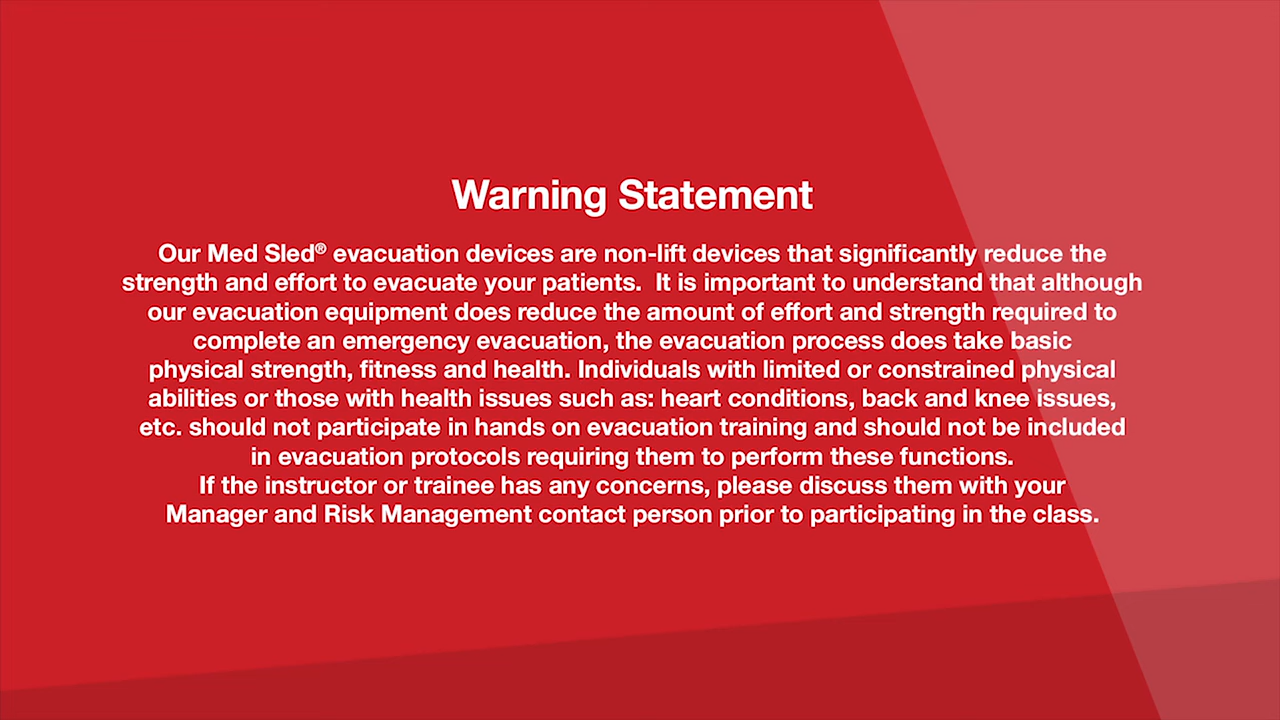 Warning Statement
Our Med Sled® evacuation devices are non-lift devices that significantly reduce the
strength and effort to evacuate your patients.  It is important to understand that although
our evacuation equipment does reduce the amount of effort and strength required to
complete an emergency evacuation, the evacuation process does take basic
physical strength, fitness and health. Individuals with limited or constrained physical
abilities or those with health issues such as: heart conditions, back and knee issues,
etc. should not participate in hands on evacuation training and should not be included
in evacuation protocols requiring them to perform these functions.
If the instructor or trainee has any concerns, please discuss them with your
Manager and Risk Management contact person prior to participating in the class.